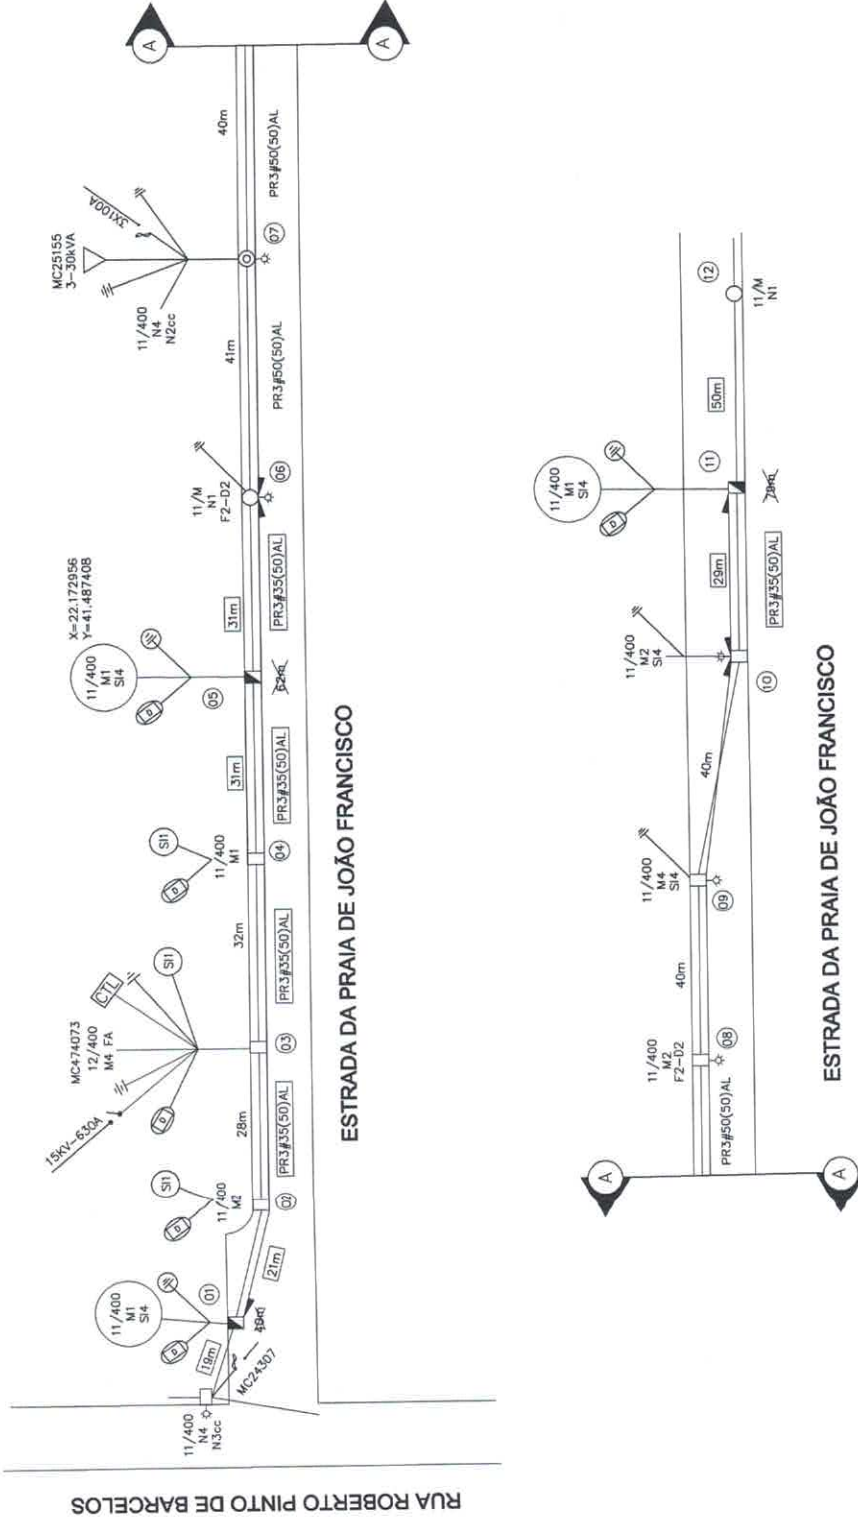 RUA ROBERTO PINTO DE BARCELOS
11/400
N4
N3cc
MC24307
19m
40m
11/400
M1
SI4
D
01
21m
D
SI1
11/400
M2
02
28m
PR3#35(50)AL
15KV-630A
MC474073
12/400
M4 FA
CTL
D
SI1
03
32m
PR3#35(50)AL
D
SI1
11/400
M1
04
31m
PR3#35(50)AL
X=22.172956
Y=41.487408
11/400
M1
SI4
D
05
62m
31m
PR3#35(50)AL
11/M
N1
F2-D2
06
41m
PR3#50(50)AL
MC25155
3-30kVA
3X100A
11/400
N4
N2cc
07
40m
PR3#50(50)AL
A
A
ESTRADA DA PRAIA DE JOÃO FRANCISCO
A
A
PR3#50(50)AL
11/400
M2
F2-D2
08
40m
11/400
M4
SI4
09
40m
11/400
M2
SI4
10
29m
PR3#35(50)AL
11/400
M1
SI4
D
11
79m
50m
12
11/M
N1
ESTRADA DA PRAIA DE JOÃO FRANCISCO